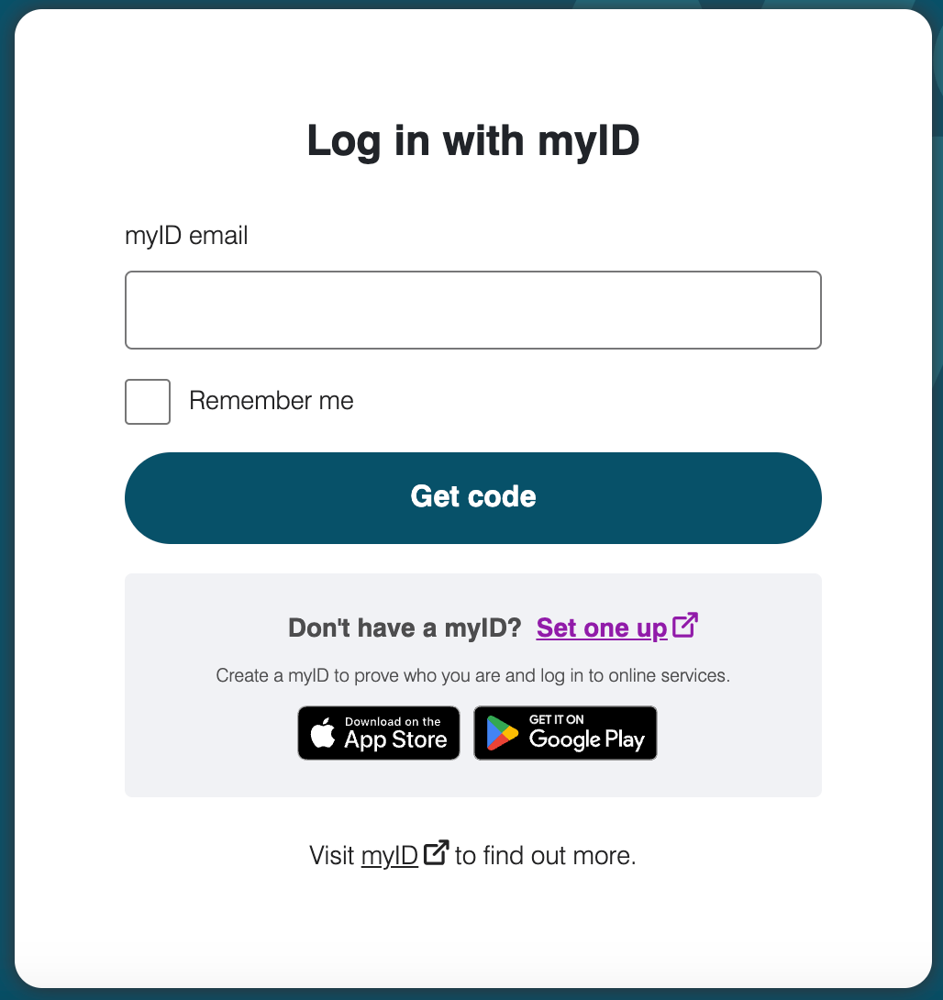 Log in with myID
myID email
Remember me
Get code
Don't have a myID? Set one up
Create a myID to prove who you are and log in to online services.
Download on the App Store
GET IT ON Google Play
Visit myID to find out more.